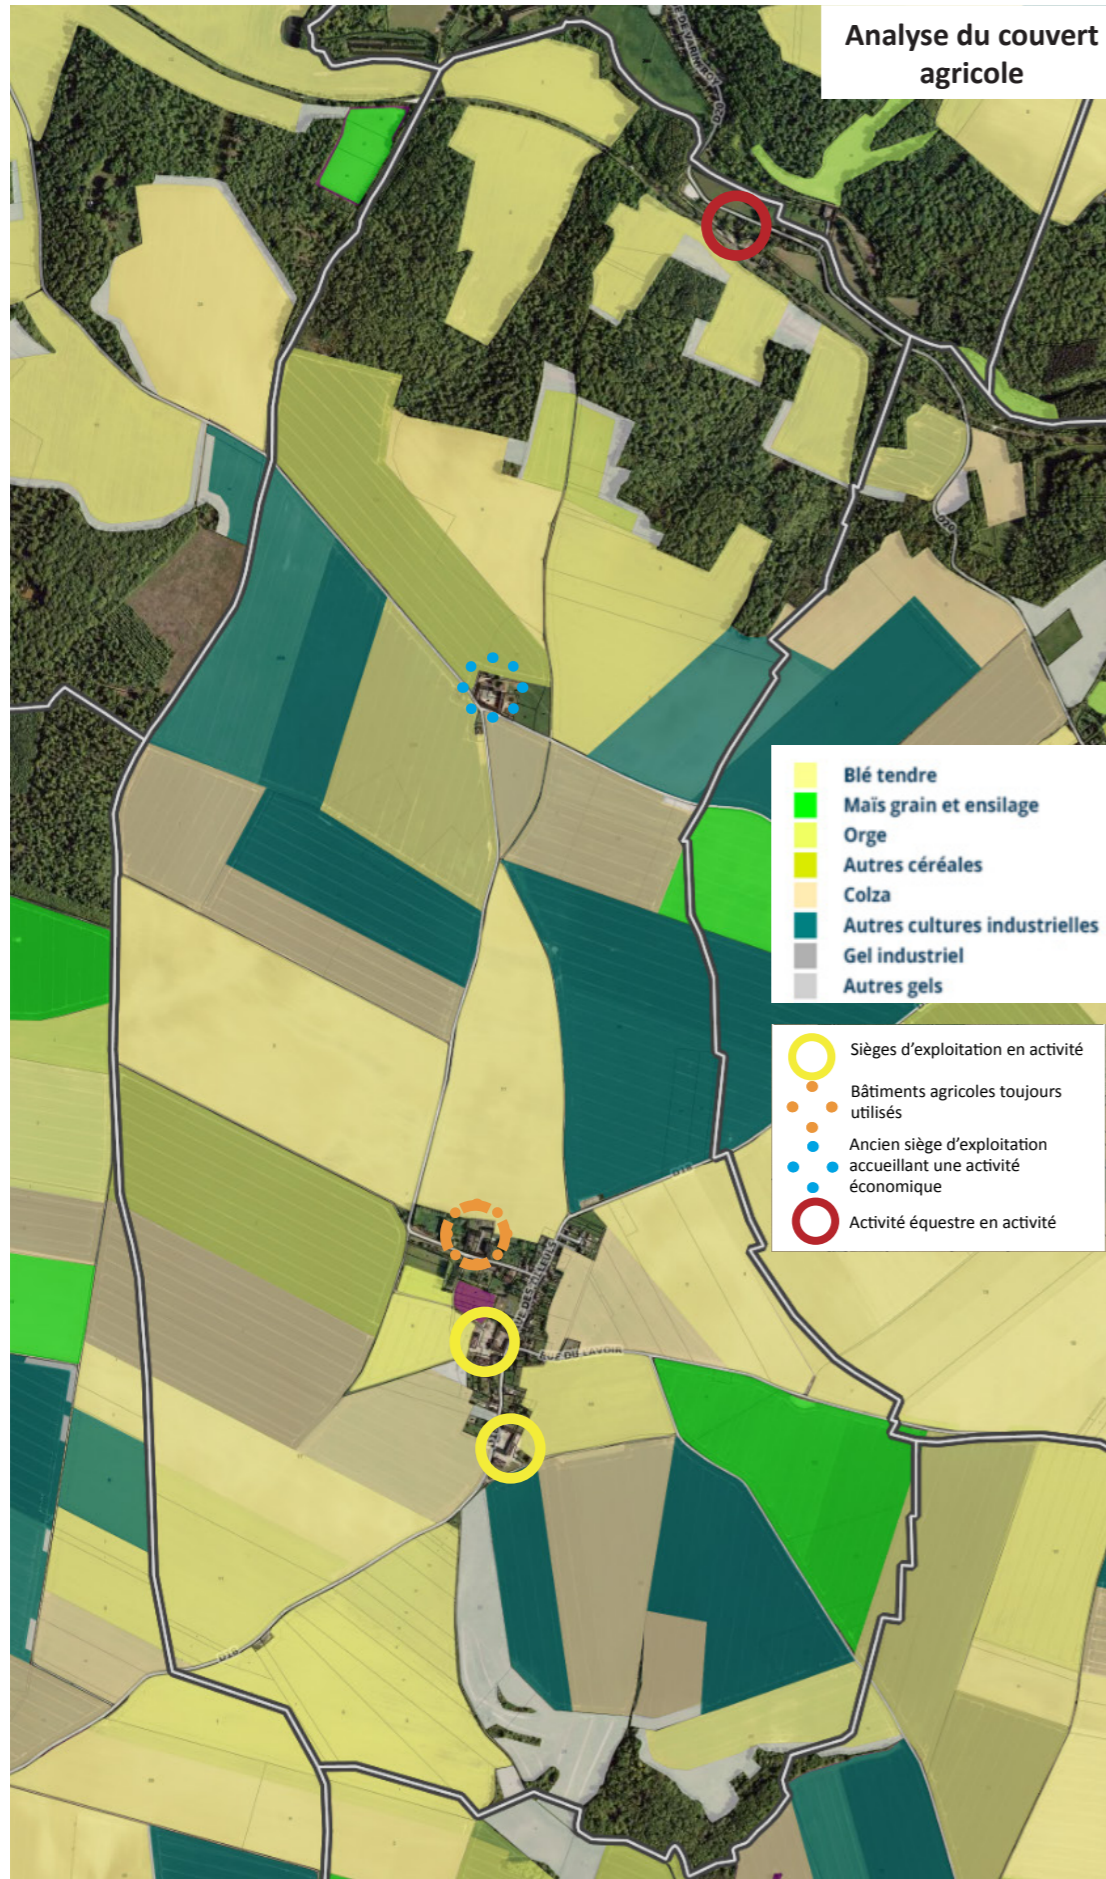 Analyse du couvert
agricole
D20
D20
Blé tendre
Maïs grain et ensilage
Orge
Autres céréales
Colza
Autres cultures industrielles
Gel industriel
Autres gels
Sièges d’exploitation en activité
Bâtiments agricoles toujours
utilisés
Ancien siège d’exploitation
accueillant une activité
économique
Activité équestre en activité
RUE DU LAVOIR